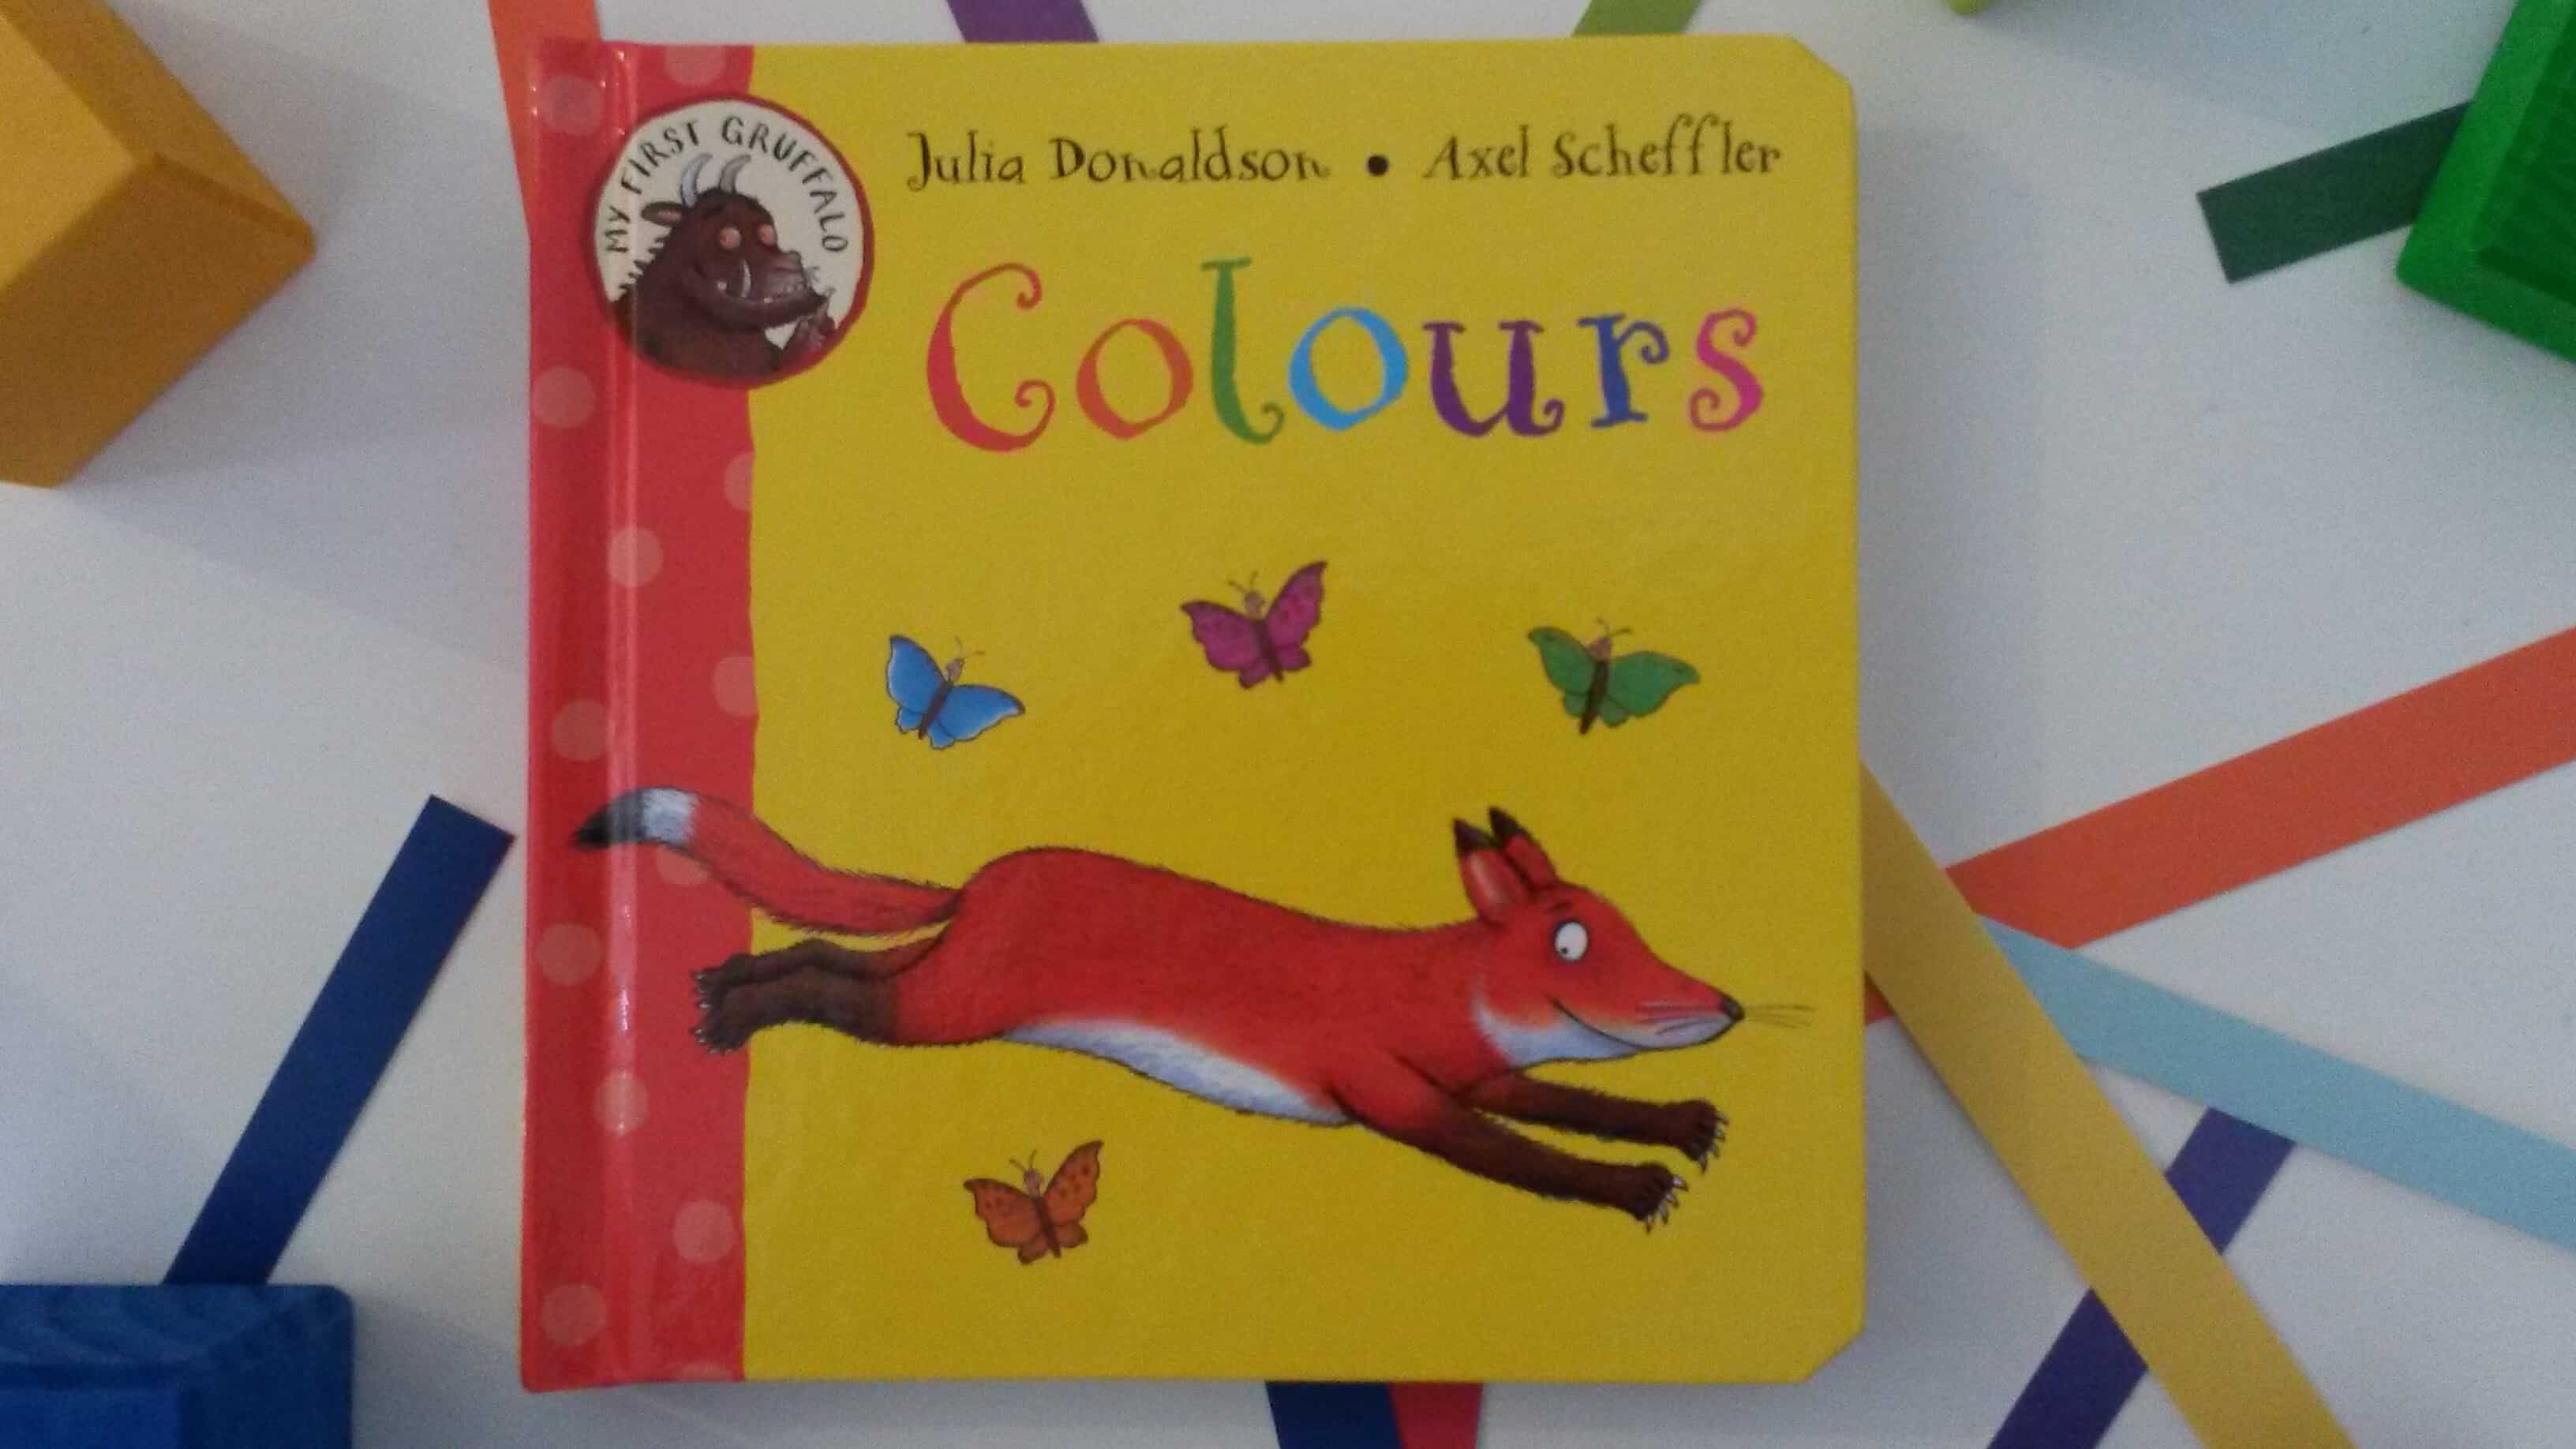 MY FIRST GRUFFALO
Julia Donaldson • Axel Scheffler
Colours